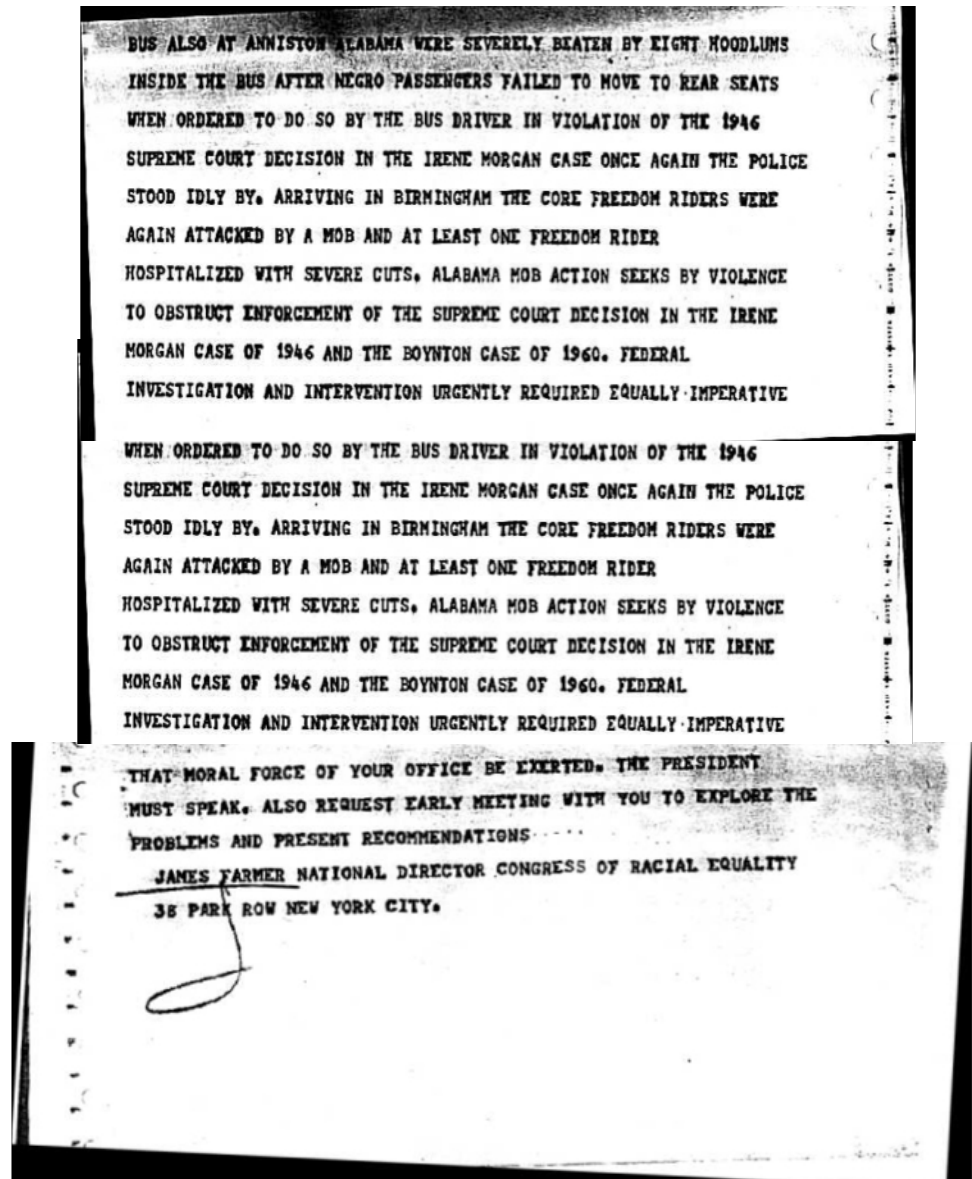 BUS ALSO AT ANNISTON ALABAMA WERE SEVERELY BEATEN BY EIGHT HOODLUMS
INSIDE THE BUS AFTER NEGRO PASSENGERS FAILED TO MOVE TO REAR SEATS
WHEN ORDERED TO DO SO BY THE BUS DRIVER IN VIOLATION OF THE 1946
SUPREME COURT DECISION IN THE IRENE MORGAN CASE ONCE AGAIN THE POLICE
STOOD IDLY BY. ARRIVING IN BIRMINGHAM THE CORE FREEDOM RIDERS WERE
AGAIN ATTACKED BY A MOB AND AT LEAST ONE FREEDOM RIDER
HOSPITALIZED WITH SEVERE CUTS. ALABAMA MOB ACTION SEEKS BY VIOLENCE
TO OBSTRUCT ENFORCEMENT OF THE SUPREME COURT DECISION IN THE IRENE
MORGAN CASE OF 1946 AND THE BOYNTON CASE OF 1960. FEDERAL
INVESTIGATION AND INTERVENTION URGENTLY REQUIRED EQUALLY IMPERATIVE
WHEN ORDERED TO DO SO BY THE BUS DRIVER IN VIOLATION OF THE 1946
SUPREME COURT DECISION IN THE IRENE MORGAN CASE ONCE AGAIN THE POLICE
STOOD IDLY BY. ARRIVING IN BIRMINGHAM THE CORE FREEDOM RIDERS WERE
AGAIN ATTACKED BY A MOB AND AT LEAST ONE FREEDOM RIDER
HOSPITALIZED WITH SEVERE CUTS. ALABAMA MOB ACTION SEEKS BY VIOLENCE
TO OBSTRUCT ENFORCEMENT OF THE SUPREME COURT DECISION IN THE IRENE
MORGAN CASE OF 1946 AND THE BOYNTON CASE OF 1960. FEDERAL
INVESTIGATION AND INTERVENTION URGENTLY REQUIRED EQUALLY IMPERATIVE
THAT MORAL FORCE OF YOUR OFFICE BE EXERTED. THE PRESIDENT
MUST SPEAK. ALSO REQUEST EARLY MEETING WITH YOU TO EXPLORE THE
PROBLEMS AND PRESENT RECOMMENDATIONS
JAMES FARMER NATIONAL DIRECTOR CONGRESS OF RACIAL EQUALITY
38 PARK ROW NEW YORK CITY.